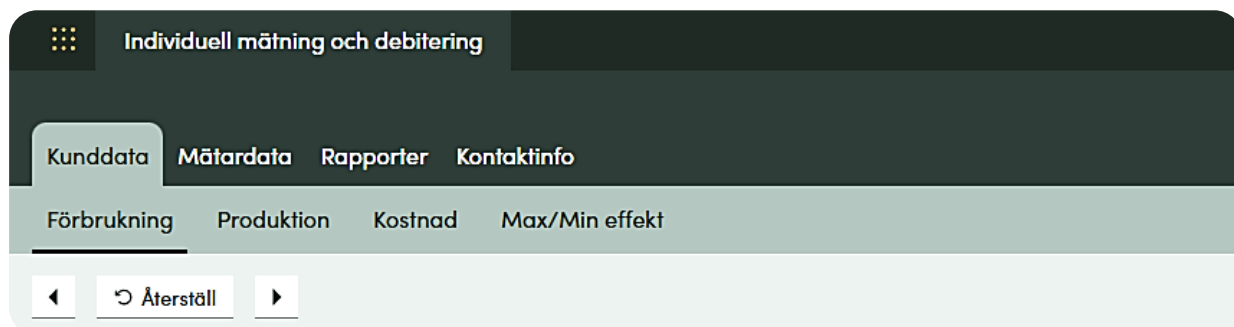 Individuell mätning och debitering
Kunddata Mätardata Rapporter Kontaktinfo
Förbrukning Produktion Kostnad Max/Min effekt
Återställ